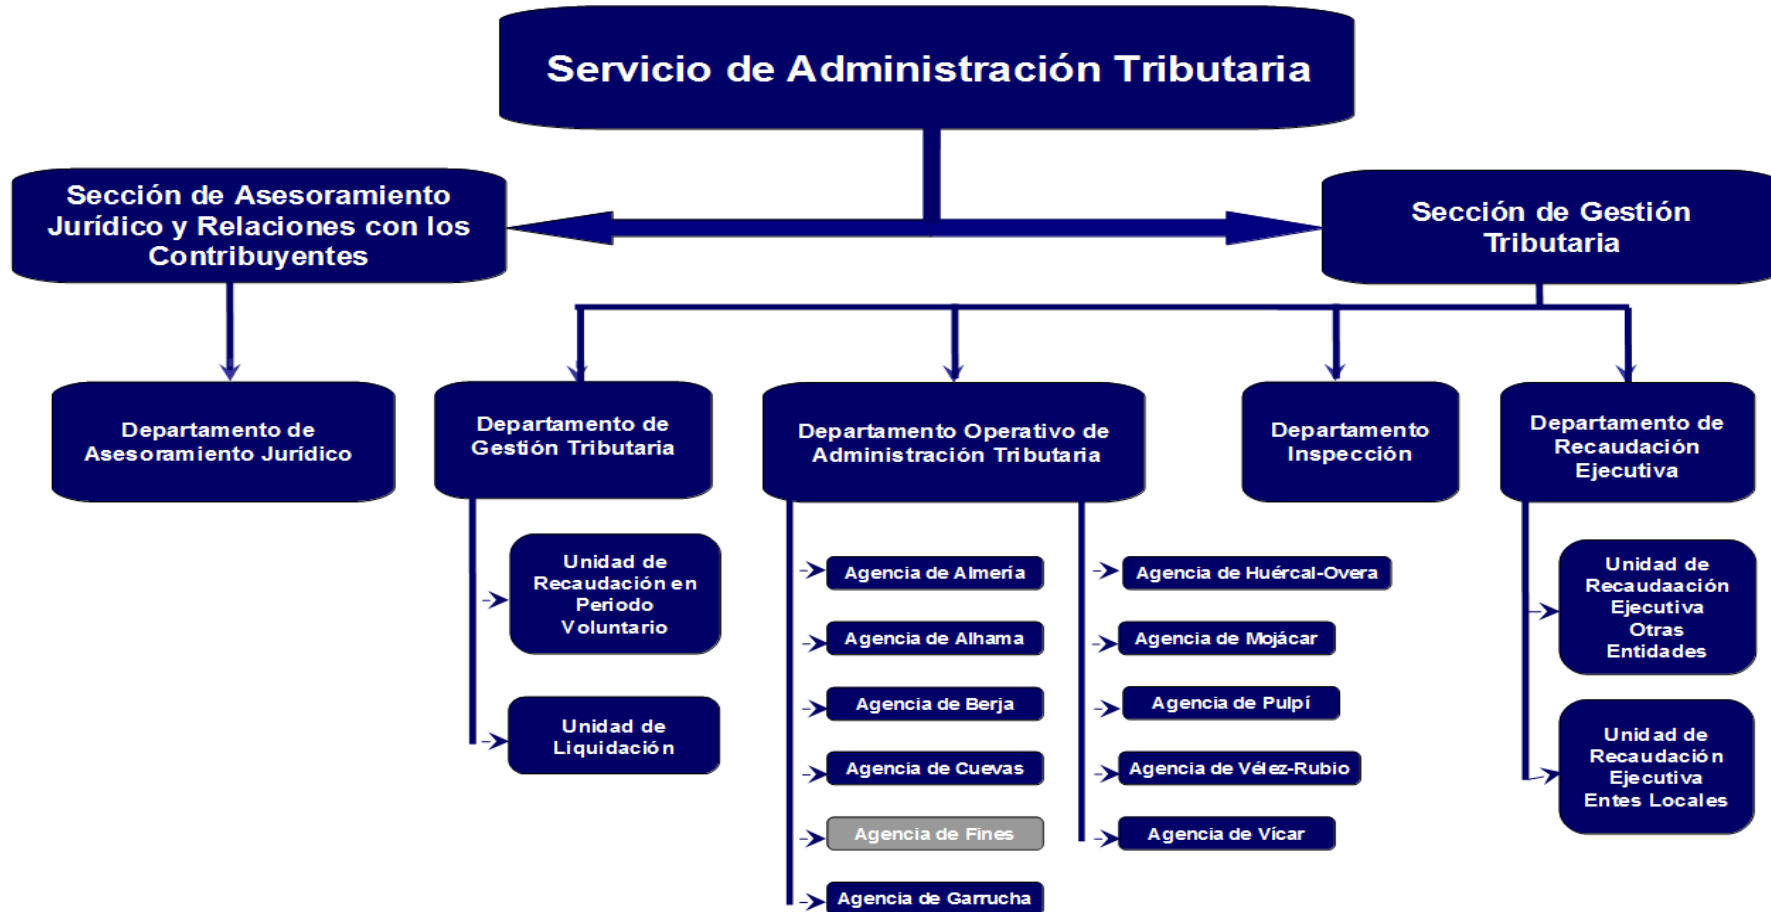 Servicio de Administración Tributaria
Sección de Asesoramiento
Jurídico y Relaciones con los
Contribuyentes
Sección de Gestión
Tributaria
Departamento de
Asesoramiento Jurídico
Departamento de
Gestión Tributaria
Departamento Operativo de
Administración Tributaria
Departamento
Inspección
Departamento de
Recaudación
Ejecutiva
Unidad de
Recaudación en
Periodo
Voluntario
Unidad de
Liquidación
Agencia de Almería
Agencia de Alhama
Agencia de Berja
Agencia de Cuevas
Agencia de Fines
Agencia de Garrucha
Agencia de Huércal-Overa
Agencia de Mojácar
Agencia de Pulpí
Agencia de Vélez-Rubio
Agencia de Vícar
Unidad de
Recaudaación
Ejecutiva
Otras
Entidades
Unidad de
Recaudación
Ejecutiva
Entes Locales